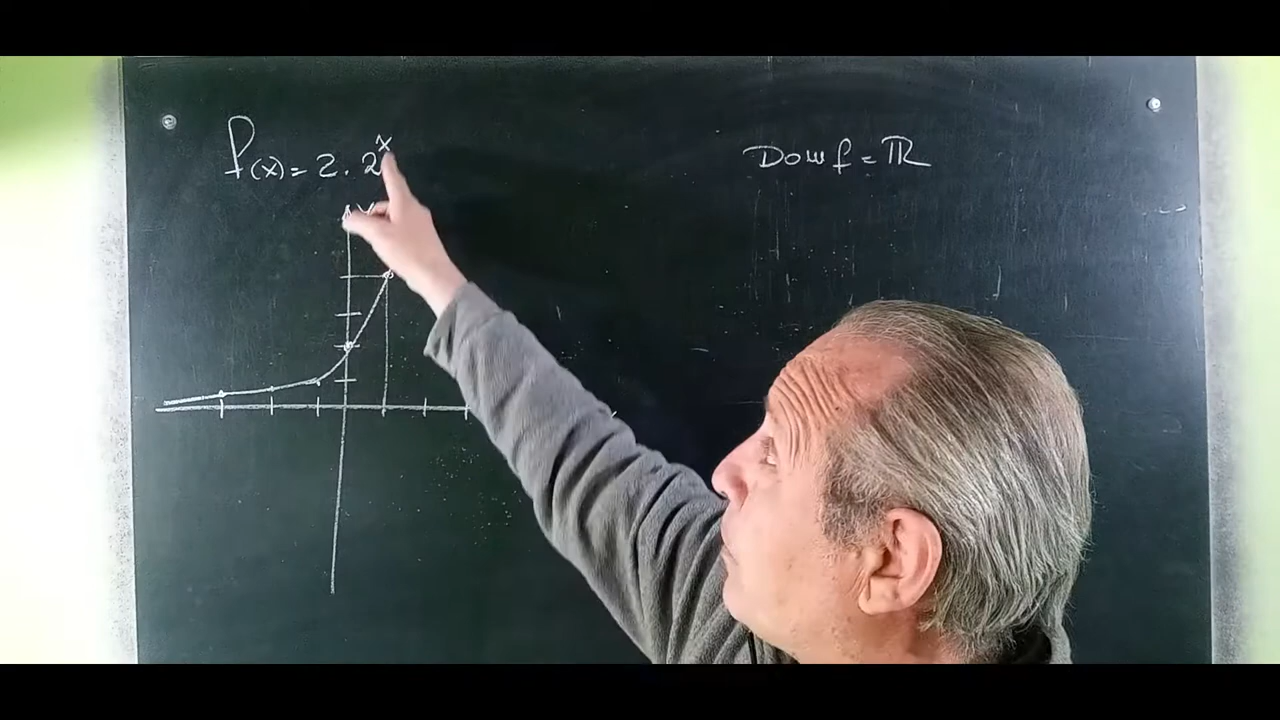 f(x) = 2 . 2^x
Dom f = ℝ
y